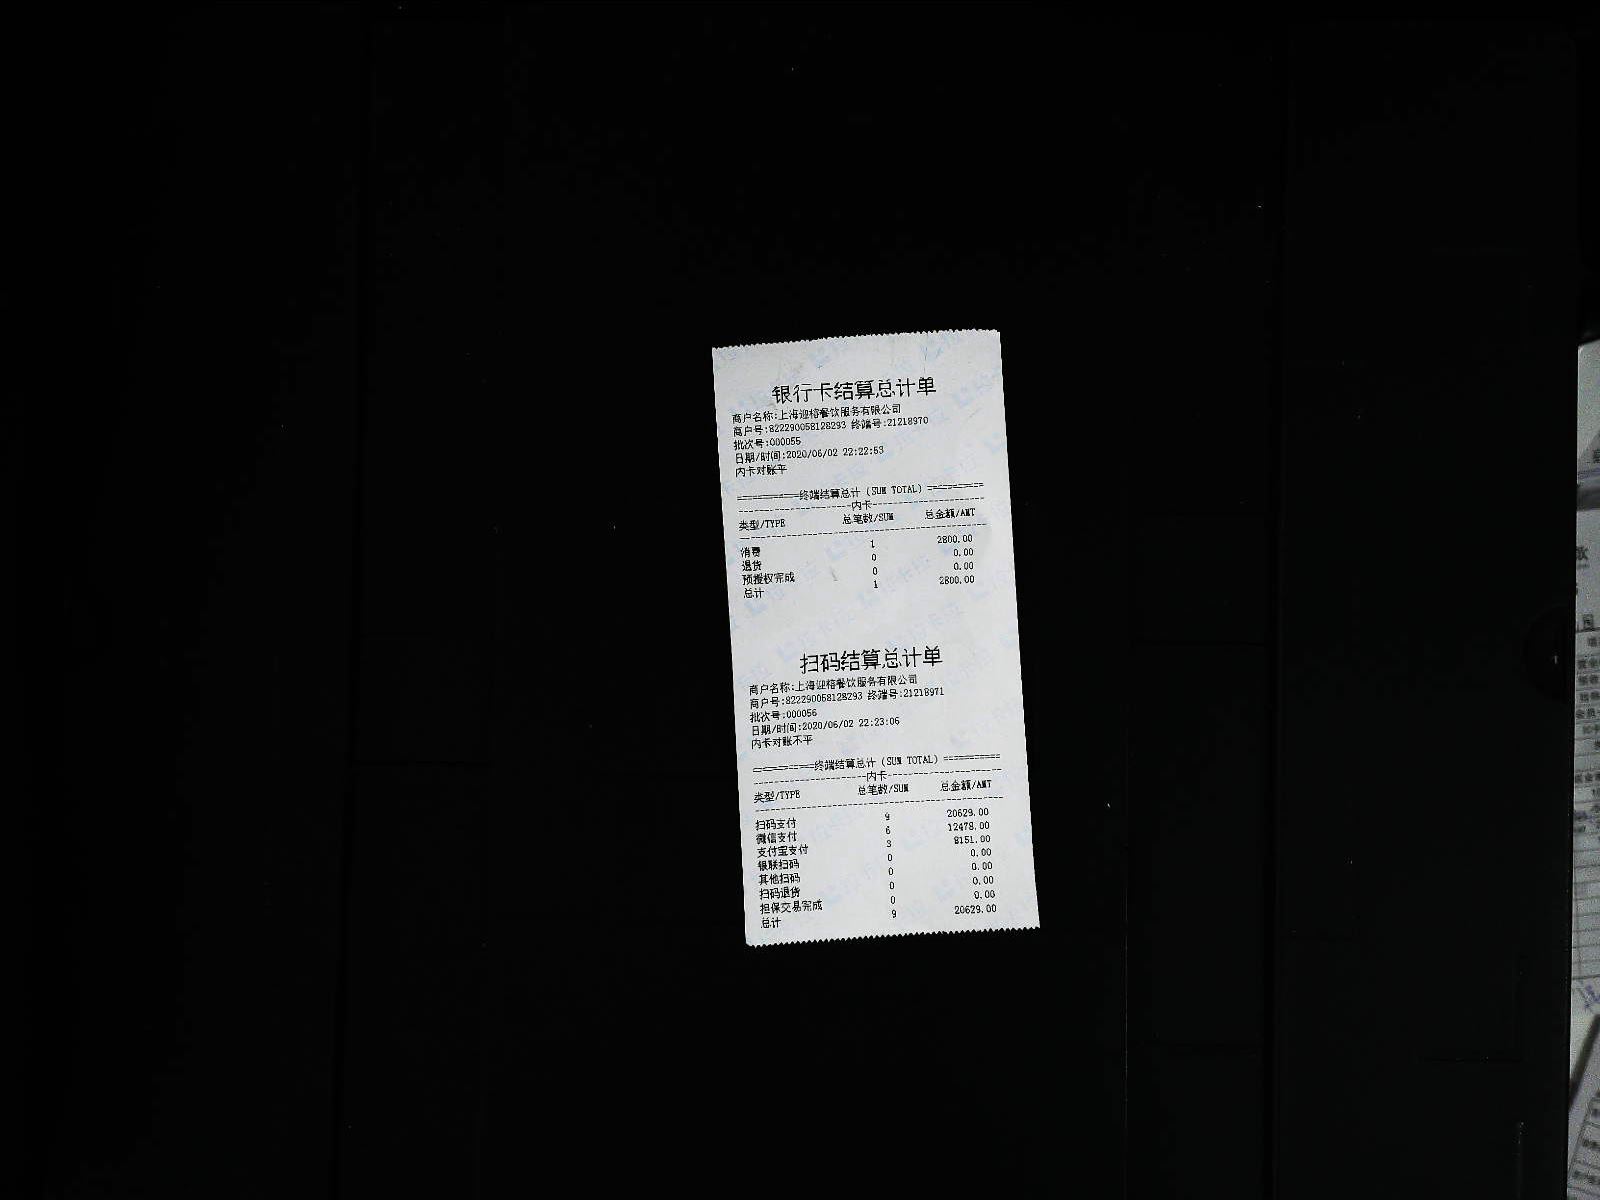 银行卡结算总计单
商户名称:上海迎榕餐饮服务有限公司
商户号:822290058128293 终端号:21218970
批次号:000055
日期/时间:2020/06/02 22:22:53
内卡对账平
============终端结算总计 (SUM TOTAL) ===========
----------------------内卡----------------------
类型/TYPE 总笔数/SUM 总金额/AMT
消费 1 2800.00
退货 0 0.00
预授权完成 0 0.00
总计 1 2800.00
扫码结算总计单
商户名称:上海迎榕餐饮服务有限公司
商户号:822290058128293 终端号:21218971
批次号:000056
日期/时间:2020/06/02 22:23:06
内卡对账不平
============终端结算总计 (SUM TOTAL) ===========
----------------------内卡----------------------
类型/TYPE 总笔数/SUM 总金额/AMT
扫码支付 9 20629.00
微信支付 6 12478.00
支付宝支付 3 8151.00
银联扫码 0 0.00
其他扫码 0 0.00
扫码退货 0 0.00
担保交易完成 0 0.00
总计 9 20629.00